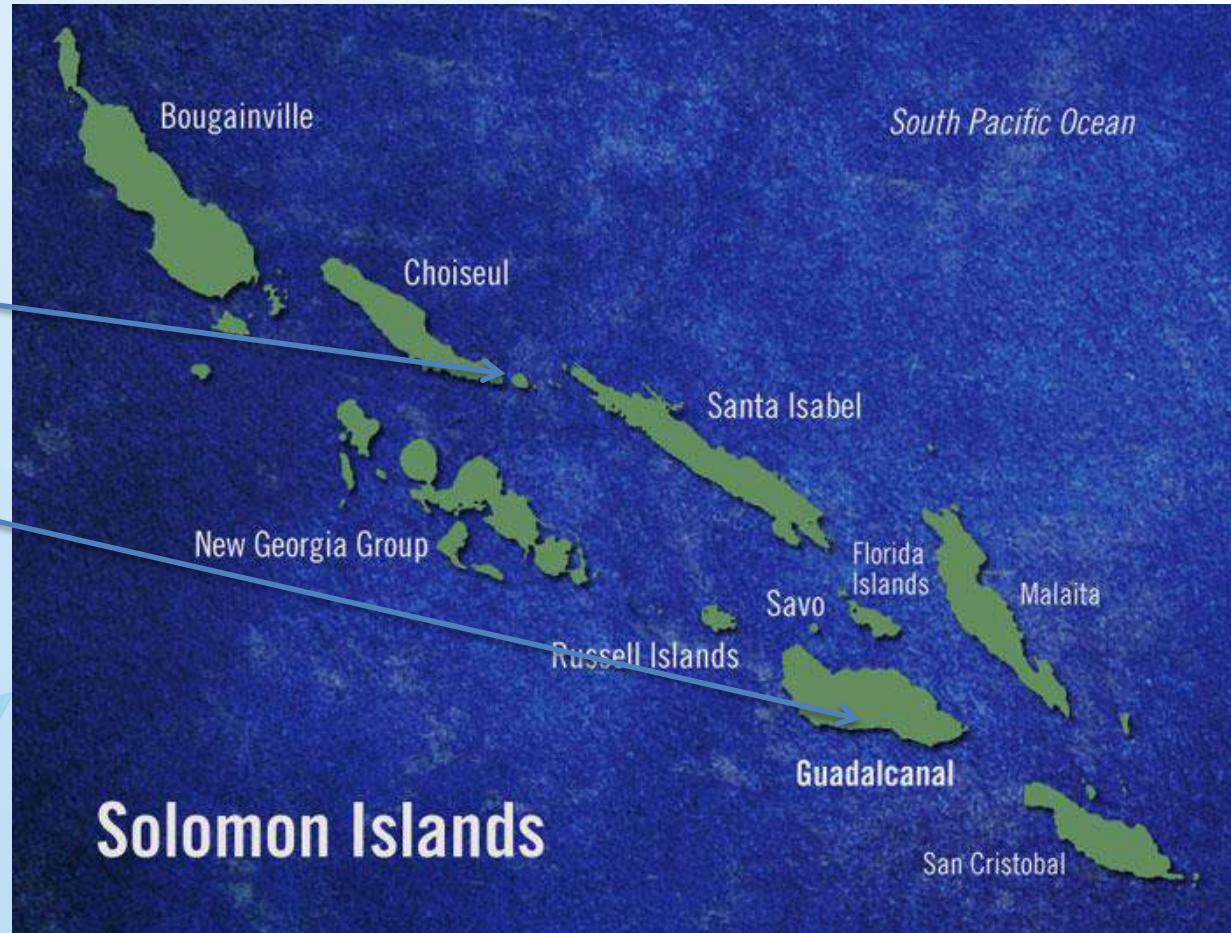 Bougainville
South Pacific Ocean
Choiseul
Santa Isabel
New Georgia Group
Florida
Islands
Malaita
Savo
Russell Islands
Guadalcanal
Solomon Islands
San Cristobal